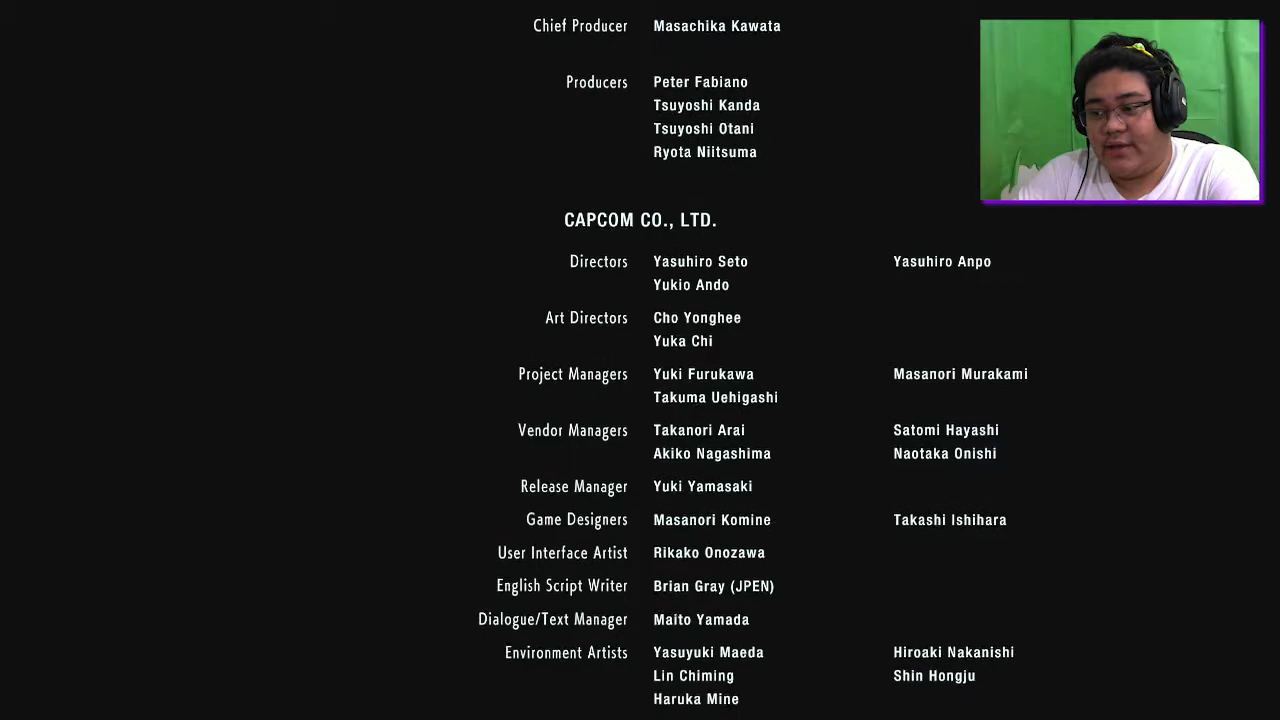 Chief Producer Masachika Kawata
Producers Peter Fabiano
Tsuyoshi Kanda
Tsuyoshi Otani
Ryota Niitsuma
CAPCOM CO., LTD.
Directors Yasuhiro Seto Yasuhiro Anpo
Yukio Ando
Art Directors Cho Yonghee
Yuka Chi
Project Managers Yuki Furukawa Masanori Murakami
Takuma Uehigashi
Vendor Managers Takanori Arai Satomi Hayashi
Akiko Nagashima Naotaka Onishi
Release Manager Yuki Yamasaki
Game Designers Masanori Komine Takashi Ishihara
User Interface Artist Rikako Onozawa
English Script Writer Brian Gray (JPEN)
Dialogue/Text Manager Maito Yamada
Environment Artists Yasuyuki Maeda Hiroaki Nakanishi
Lin Chiming Shin Hongju
Haruka Mine